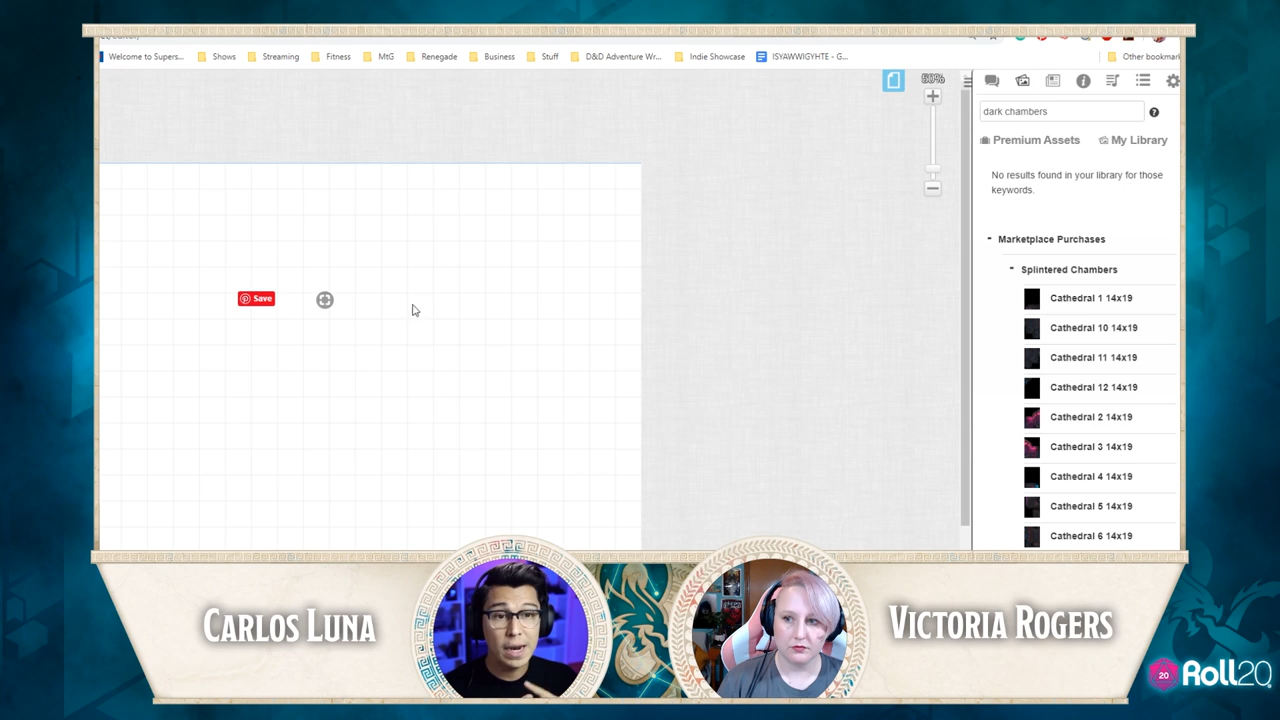 Welcome to Supers...
Shows
Streaming
Fitness
MtG
Renegade
Business
Stuff
D&D Adventure Wr...
Indie Showcase
ISYAWWIGYHTE - G...
Other bookmark
60%
dark chambers
?
Premium Assets
My Library
No results found in your library for those
keywords.
Marketplace Purchases
Splintered Chambers
Save
Cathedral 1 14x19
Cathedral 10 14x19
Cathedral 11 14x19
Cathedral 12 14x19
Cathedral 2 14x19
Cathedral 3 14x19
Cathedral 4 14x19
Cathedral 5 14x19
Cathedral 6 14x19
Carlos Luna
Victoria Rogers
20
Roll20